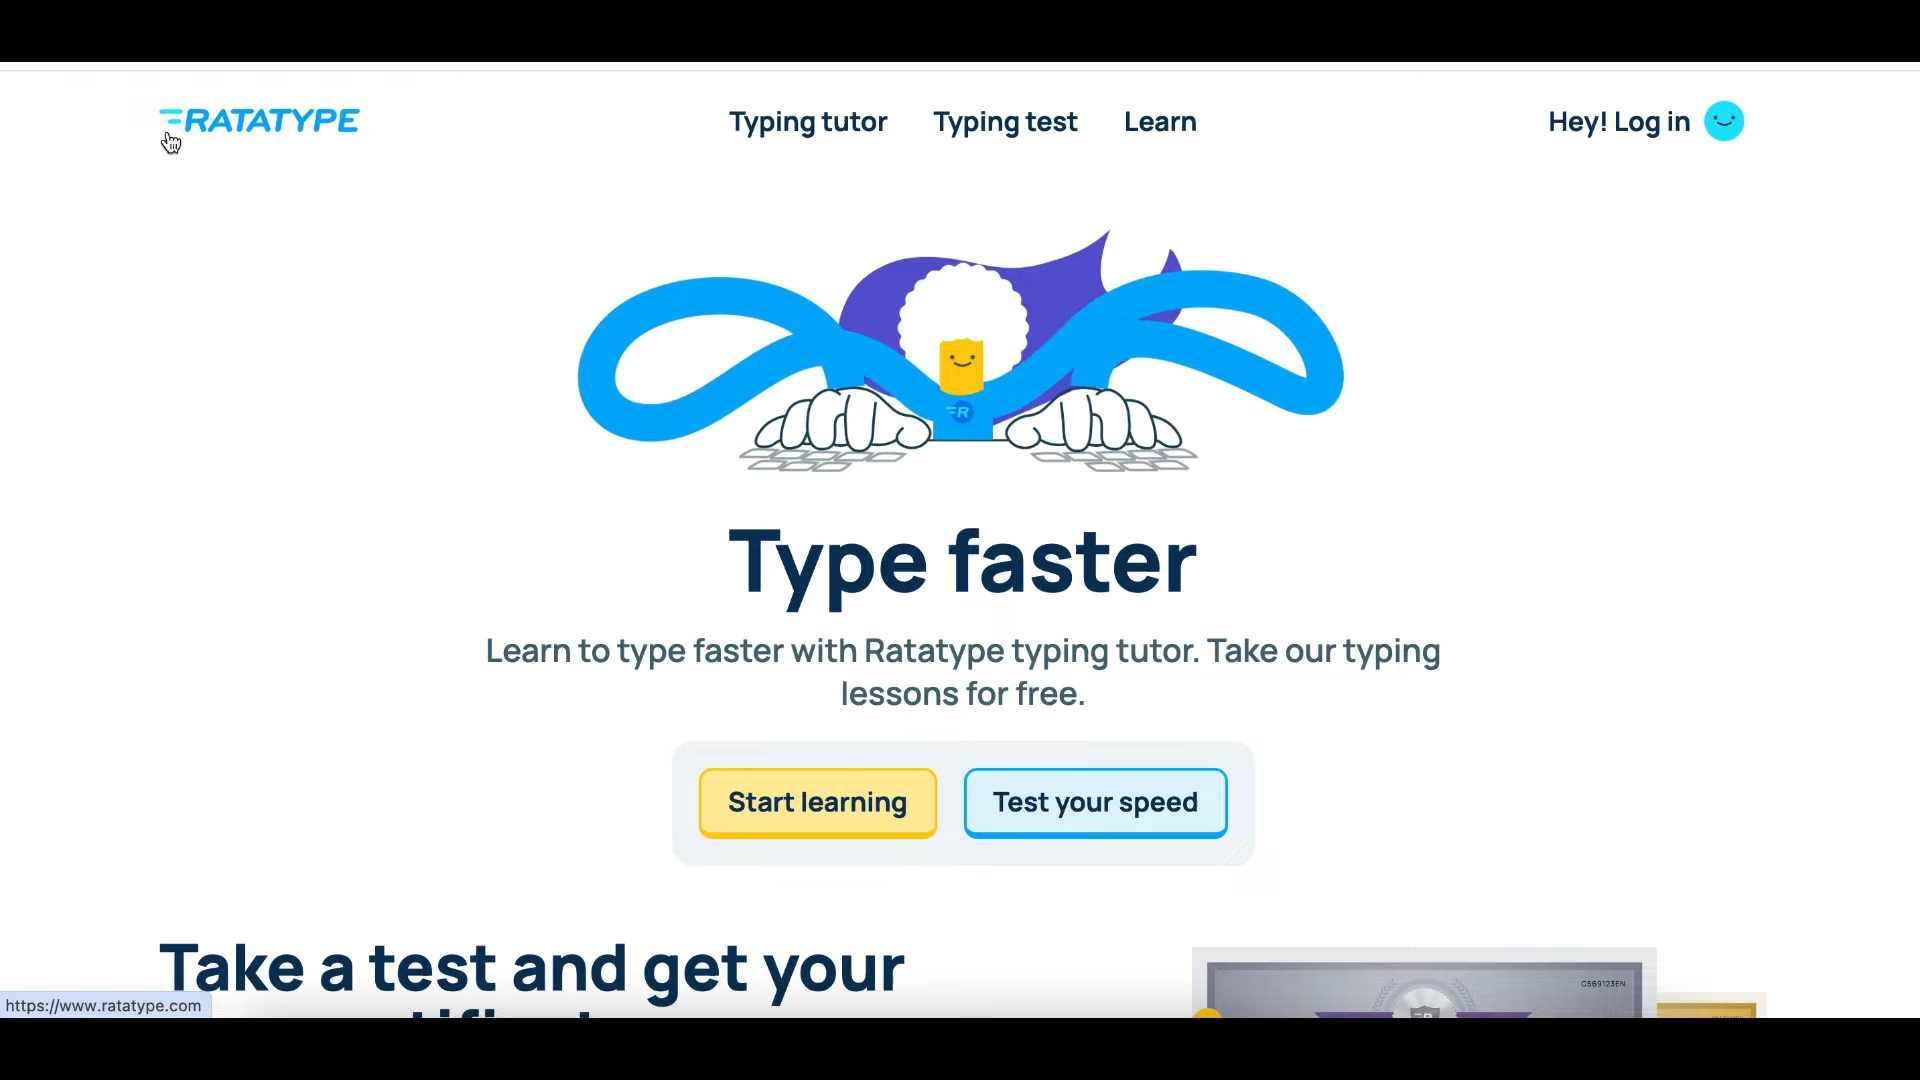 RATATYPE
Typing tutor
Typing test
Learn
Hey! Log in
R
Type faster
Learn to type faster with Ratatype typing tutor. Take our typing
lessons for free.
Start learning
Test your speed
Take a test and get your
CS69123EN
https://www.ratatype.com